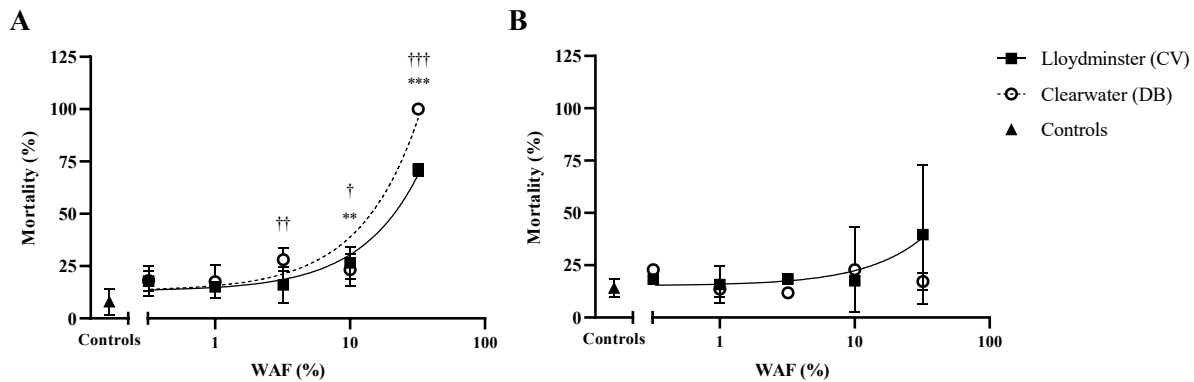 A
Mortality (%)
125
100
75
50
25
0
††
†
**
†††
***
Controls
1
10
100
WAF (%)
B
Mortality (%)
125
100
75
50
25
0
Controls
1
10
100
WAF (%)
Lloydminster (CV)
Clearwater (DB)
Controls